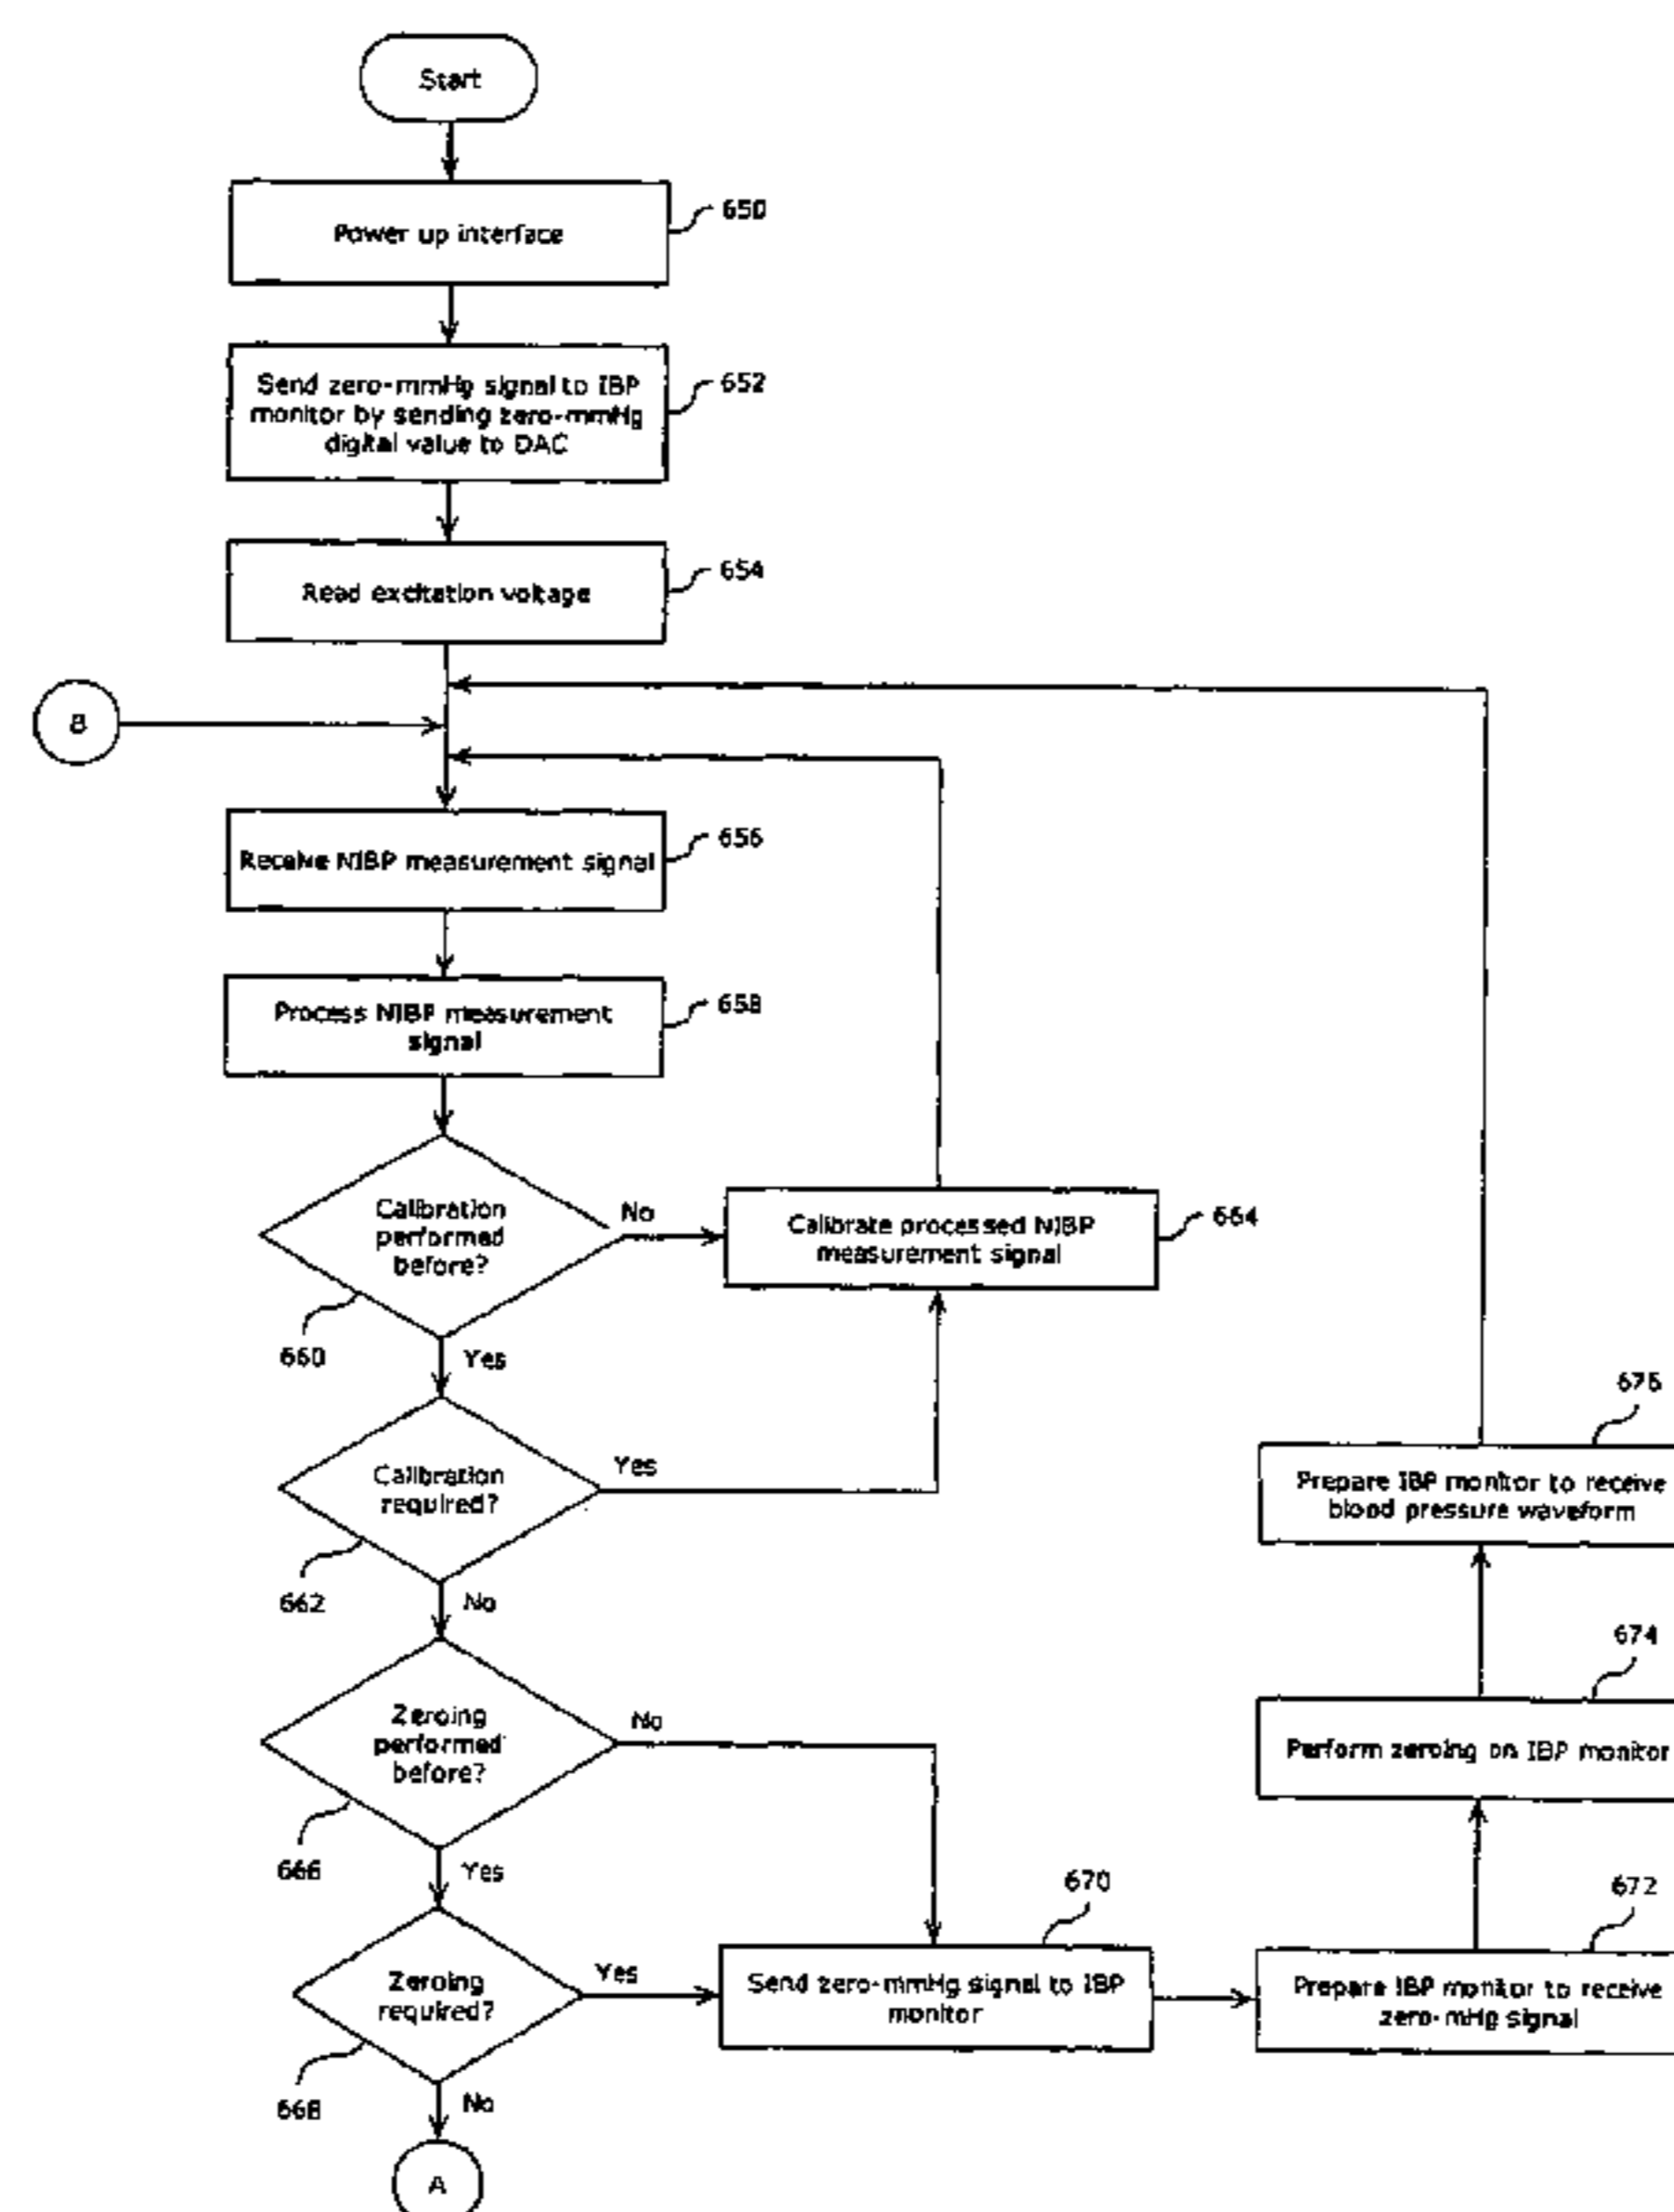 Start
Power up interface
650
Send zero-mmHg signal to IBP
monitor by sending zero-mmHg
digital value to DAC
652
Read excitation voltage
654
B
Receive NIBP measurement signal
656
Process NIBP measurement
signal
658
Calibration
performed
before?
No
660
Yes
Calibrate processed NIBP
measurement signal
664
Calibration
required?
Yes
662
No
676
Prepare IBP monitor to receive
blood pressure waveform
674
Perform zeroing on IBP monitor
Zeroing
performed
before?
No
666
Yes
Zeroing
required?
Yes
668
No
670
Send zero-mmHg signal to IBP
monitor
672
Prepare IBP monitor to receive
zero-mHg signal
A